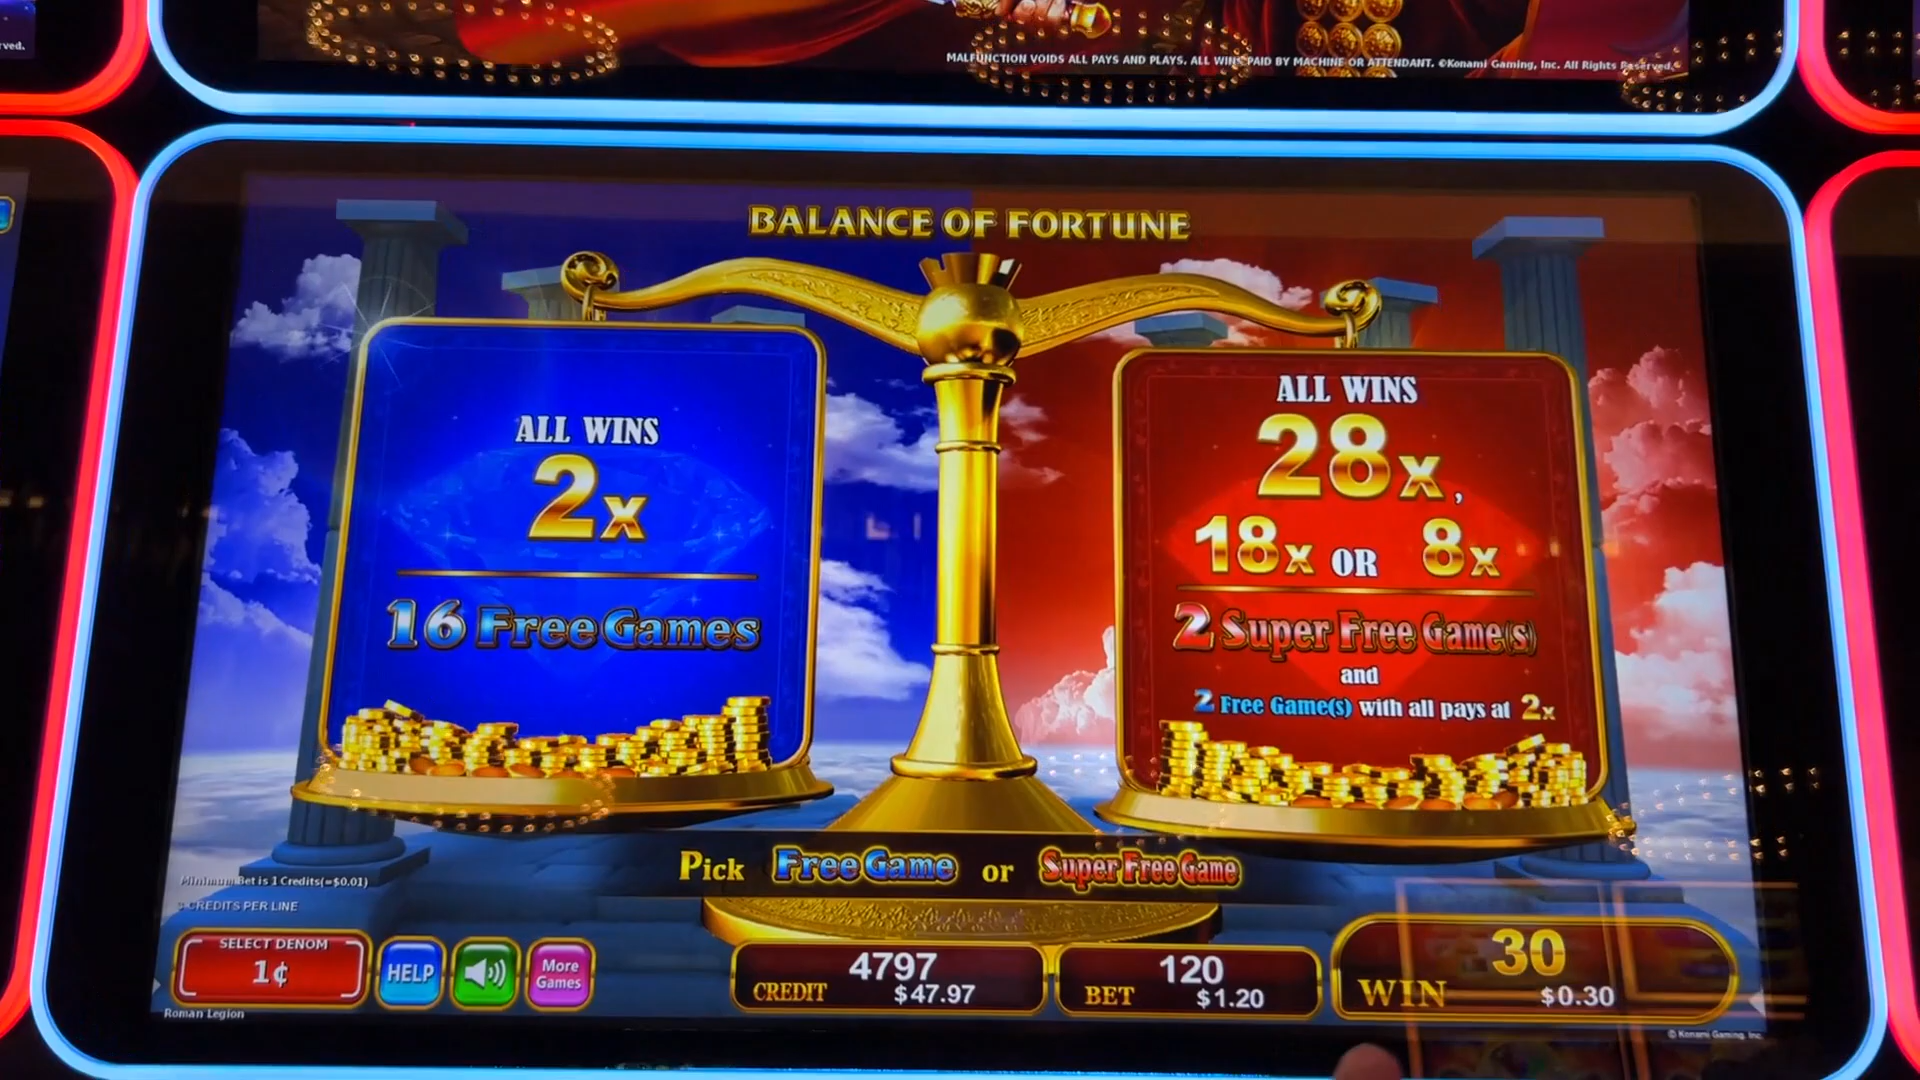 rved.
MALFUNCTION VOIDS ALL PAYS AND PLAYS. ALL WINS PAID BY MACHINE OR ATTENDANT. ©Konami Gaming, Inc. All Rights Reserved.
BALANCE OF FORTUNE
ALL WINS
2x
16 Free Games
ALL WINS
28x,
18x OR 8x
2 Super Free Game(s)
and
2 Free Game(s) with all pays at 2x
Pick Free Game or Super Free Game
Minimum Bet is 1 Credits(=$0.01)
CREDITS PER LINE
SELECT DENOM
1¢
HELP
More
Games
4797
CREDIT $47.97
120
BET $1.20
30
WIN $0.30
Roman Legion
© Konami Gaming, Inc.